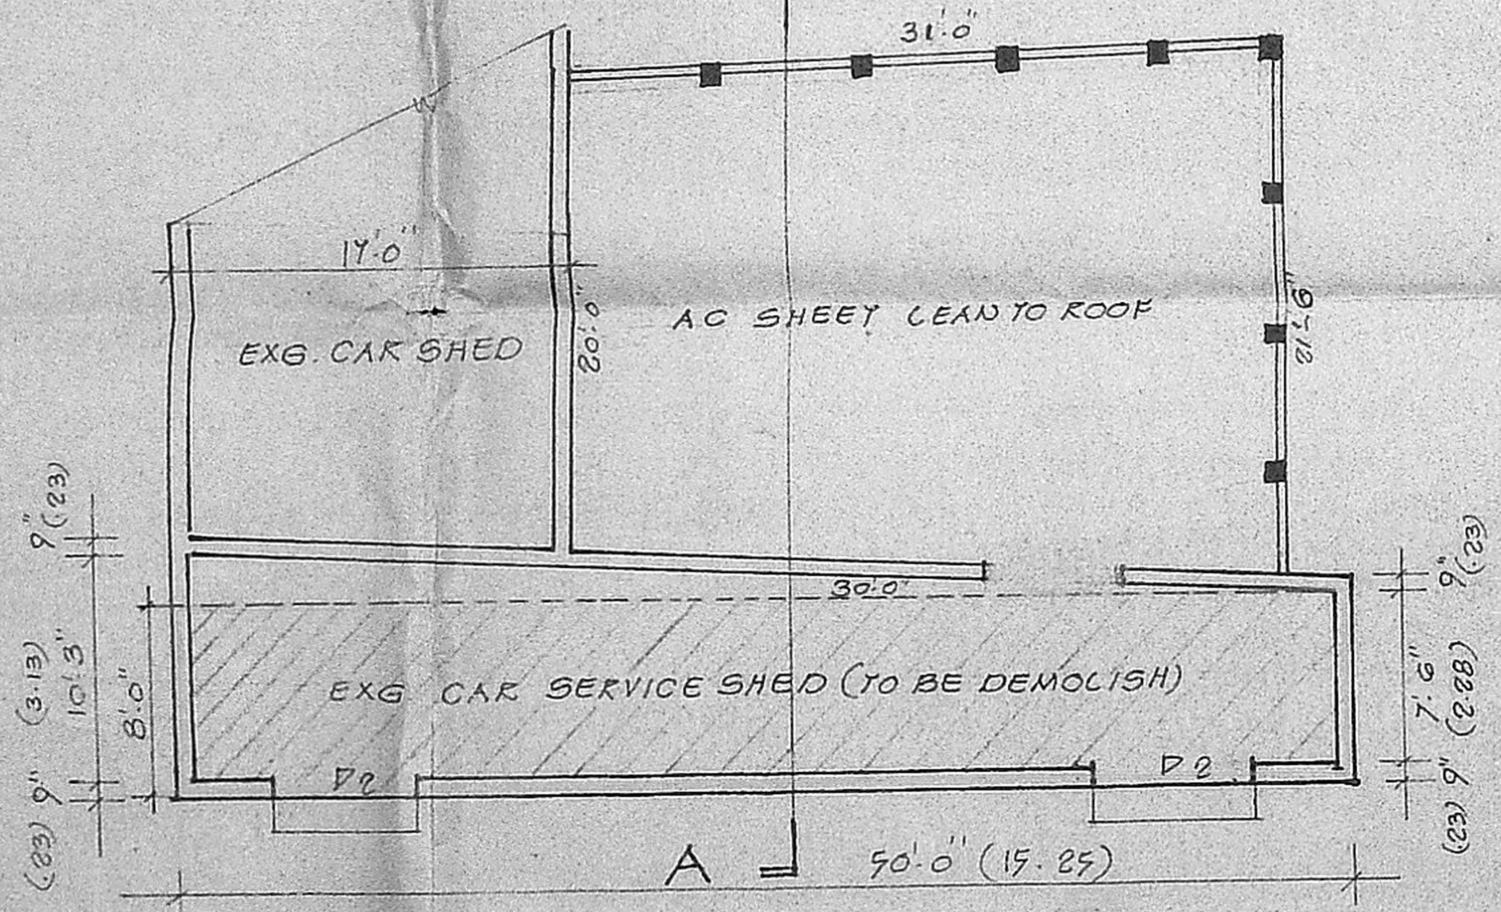 31'.0"
17'.0"
EXG. CAR SHED
20'.0"
AC SHEET LEAN TO ROOF
21'-9"
9" (.23)
9" (.23)
30'.0"
10'.3" (3.13)
8'.0"
EXG CAR SERVICE SHED (TO BE DEMOLISH)
7'.6" (2.28)
D2
D2
9" (23)
9" (23)
A
50'.0" (15.25)